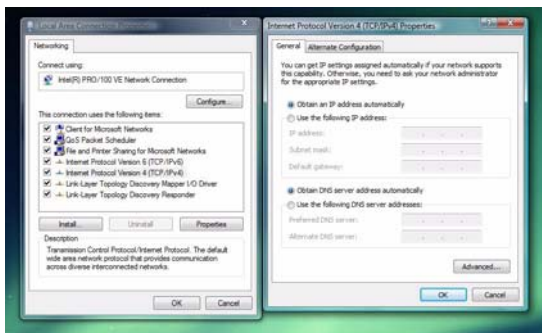 Local Area Connection Properties
Networking
Connect using:
Intel(R) PRO/100 VE Network Connection
Configure...
This connection uses the following items:
Client for Microsoft Networks
QoS Packet Scheduler
File and Printer Sharing for Microsoft Networks
Internet Protocol Version 6 (TCP/IPv6)
Internet Protocol Version 4 (TCP/IPv4)
Link-Layer Topology Discovery Mapper I/O Driver
Link-Layer Topology Discovery Responder
Install...
Uninstall
Properties
Description
Transmission Control Protocol/Internet Protocol. The default
wide area network protocol that provides communication
across diverse interconnected networks.
OK
Cancel
Internet Protocol Version 4 (TCP/IPv4) Properties
General
Alternate Configuration
You can get IP settings assigned automatically if your network supports
this capability. Otherwise, you need to ask your network administrator
for the appropriate IP settings.
Obtain an IP address automatically
Use the following IP address:
IP address:
Subnet mask:
Default gateway:
Obtain DNS server address automatically
Use the following DNS server addresses:
Preferred DNS server:
Alternate DNS server:
Advanced...
OK
Cancel